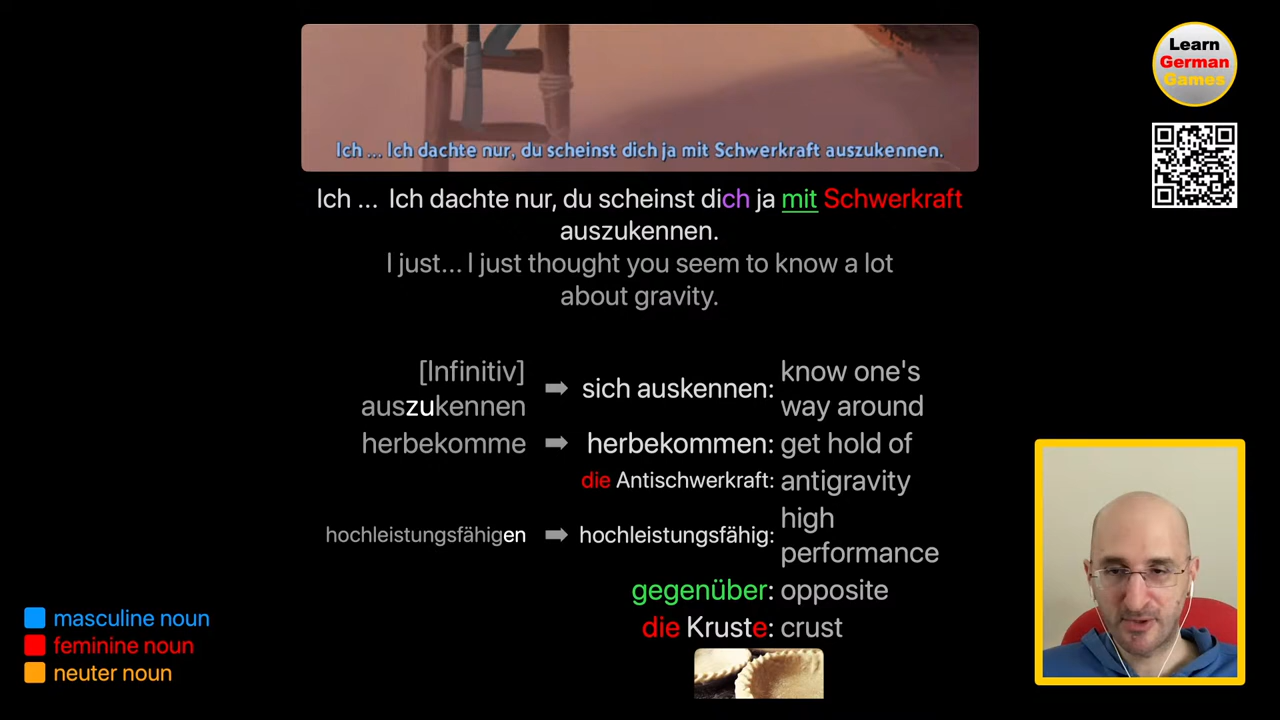 Learn
German
Games
Ich ... Ich dachte nur, du scheinst dich ja mit Schwerkraft auszukennen.
Ich ... Ich dachte nur, du scheinst dich ja mit Schwerkraft
auszukennen.
I just... I just thought you seem to know a lot
about gravity.
[Infinitiv]
auszukennen ➡ sich auskennen: know one's
way around
herbekomme ➡ herbekommen: get hold of
die Antischwerkraft: antigravity
hochleistungsfähigen ➡ hochleistungsfähig: high
performance
gegenüber: opposite
die Kruste: crust
masculine noun
feminine noun
neuter noun